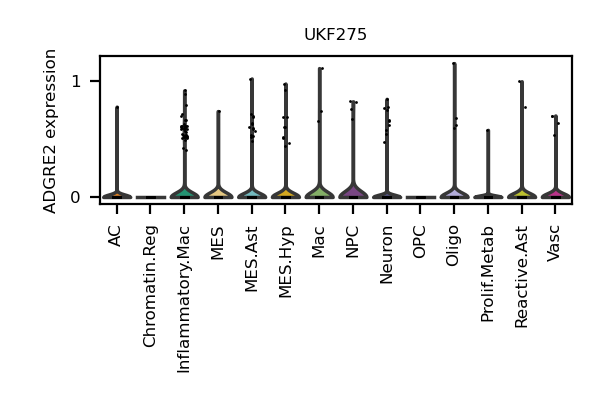 UKF275
ADGRE2 expression
1
0
AC
Chromatin.Reg
Inflammatory.Mac
MES
MES.Ast
MES.Hyp
Mac
NPC
Neuron
OPC
Oligo
Prolif.Metab
Reactive.Ast
Vasc